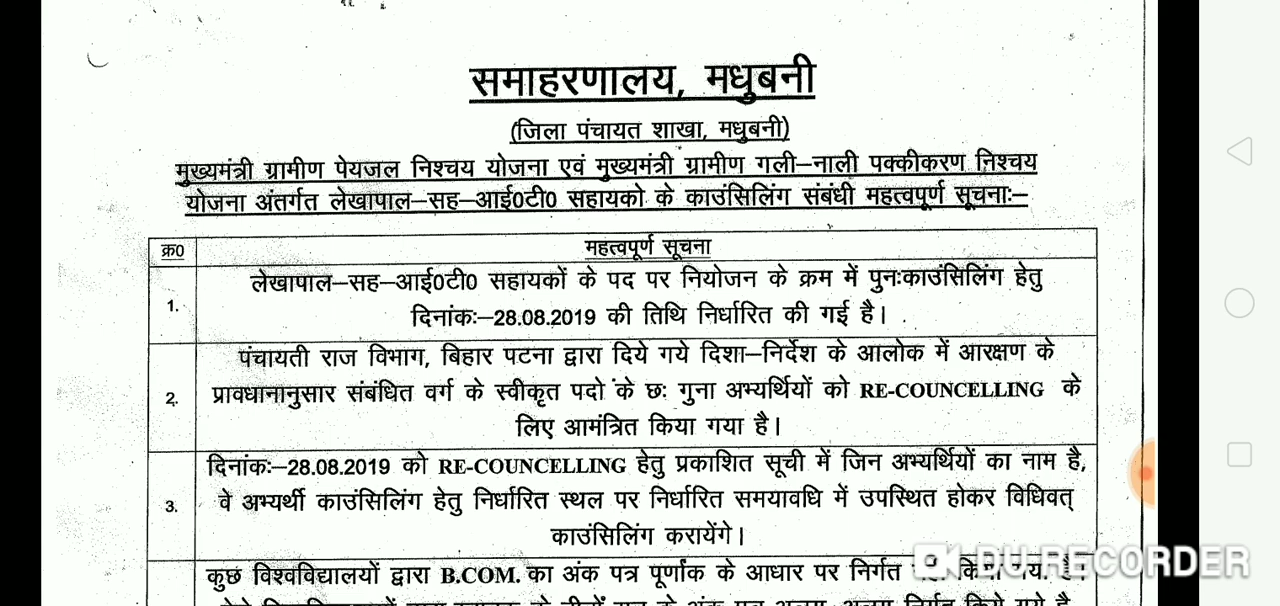 समाहरणालय, मधुबनी
(जिला पंचायत शाखा, मधुबनी)
मुख्यमंत्री ग्रामीण पेयजल निश्चय योजना एवं मुख्यमंत्री ग्रामीण गली–नाली पक्कीकरण निश्चय
योजना अंतर्गत लेखापाल–सह–आई0टी0 सहायको के काउंसिलिंग संबंधी महत्वपूर्ण सूचनाः–
क्र0 महत्वपूर्ण सूचना
1. लेखापाल–सह–आई0टी0 सहायकों के पद पर नियोजन के क्रम में पुनःकाउंसिलिंग हेतु
दिनांकः–28.08.2019 की तिथि निर्धारित की गई है।
2. पंचायती राज विभाग, बिहार पटना द्वारा दिये गये दिशा–निर्देश के आलोक में आरक्षण के
प्रावधानानुसार संबंधित वर्ग के स्वीकृत पदो के छः गुना अभ्यर्थियों को RE-COUNCELLING के
लिए आमंत्रित किया गया है।
3. दिनांकः–28.08.2019 को RE-COUNCELLING हेतु प्रकाशित सूची में जिन अभ्यर्थियों का नाम है,
वे अभ्यर्थी काउंसिलिंग हेतु निर्धारित स्थल पर निर्धारित समयावधि में उपस्थित होकर विधिवत्
काउंसिलिंग करायेंगे।
कुछ विश्वविद्यालयों द्वारा B.COM. का अंक पत्र पूर्णांक के आधार पर निर्गत
DU RECORDER